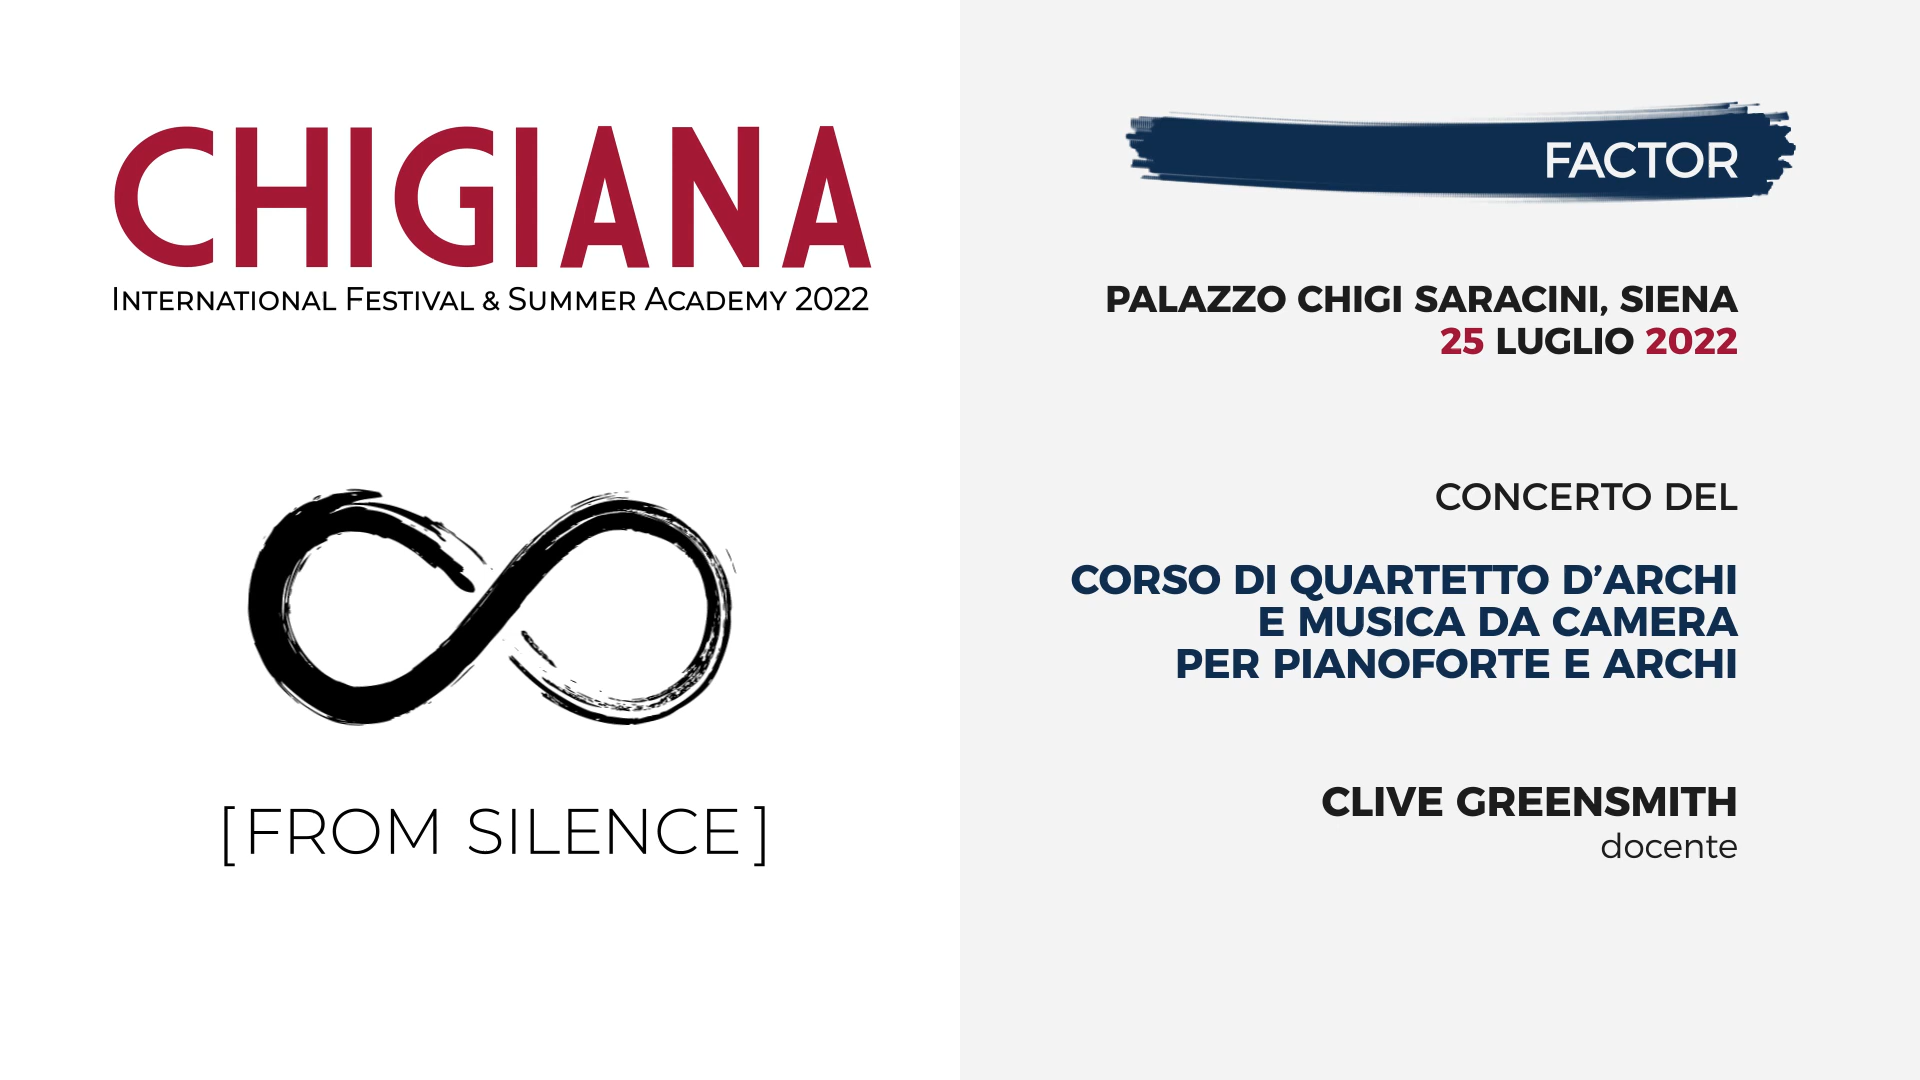 CHIGIANA
International Festival & Summer Academy 2022
[FROM SILENCE]
FACTOR
PALAZZO CHIGI SARACINI, SIENA
25 LUGLIO 2022
CONCERTO DEL
CORSO DI QUARTETTO D’ARCHI
E MUSICA DA CAMERA
PER PIANOFORTE E ARCHI
CLIVE GREENSMITH
docente